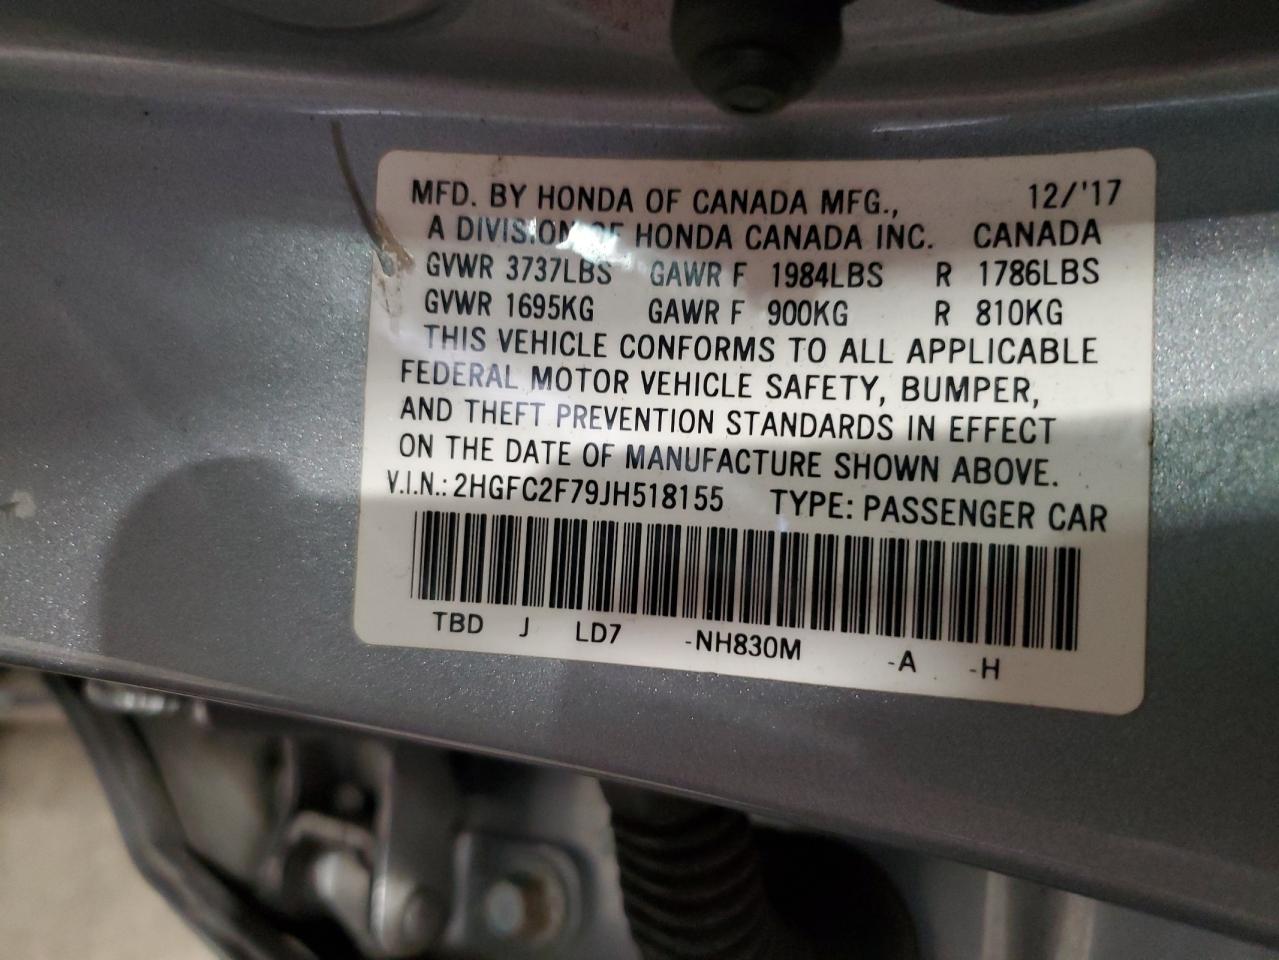 MFD. BY HONDA OF CANADA MFG., 12/'17
A DIVISION OF HONDA CANADA INC. CANADA
GVWR 3737LBS GAWR F 1984LBS R 1786LBS
GVWR 1695KG GAWR F 900KG R 810KG
THIS VEHICLE CONFORMS TO ALL APPLICABLE
FEDERAL MOTOR VEHICLE SAFETY, BUMPER,
AND THEFT PREVENTION STANDARDS IN EFFECT
ON THE DATE OF MANUFACTURE SHOWN ABOVE.
V.I.N.: 2HGFC2F79JH518155 TYPE: PASSENGER CAR
TBD J LD7 -NH830M -A -H